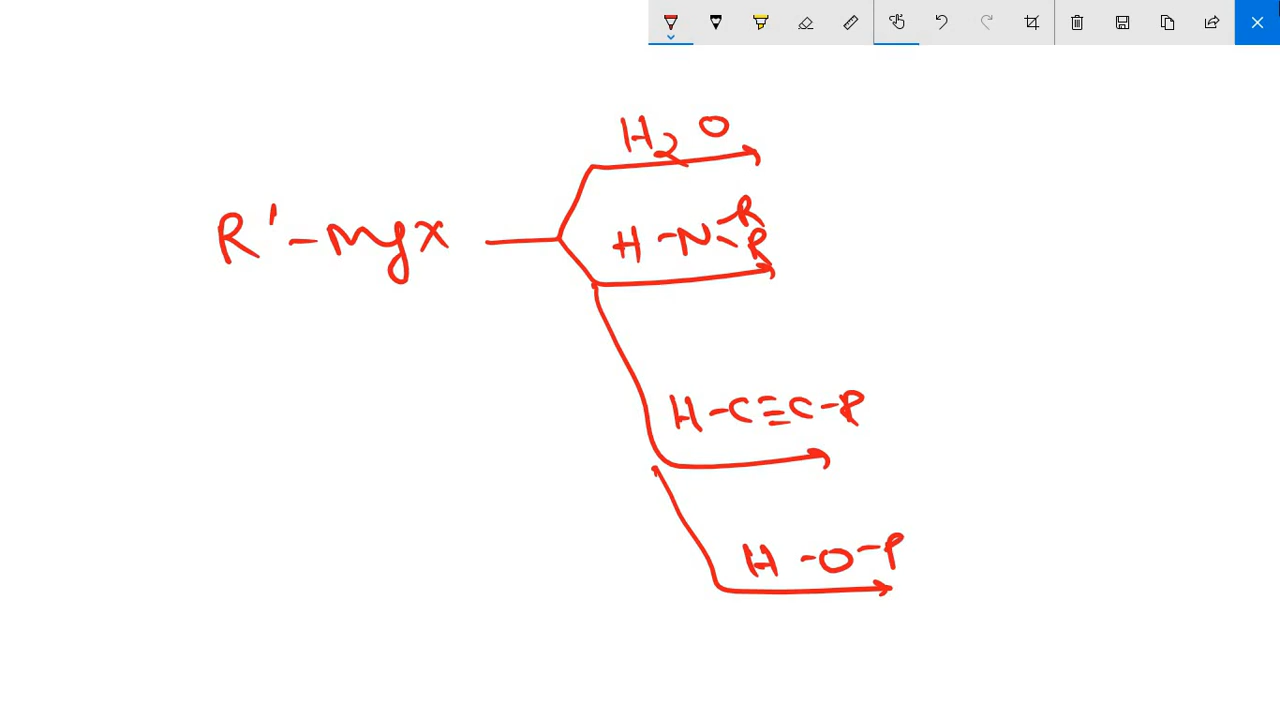 H2O
R'-MgX
H-N-R
R
H-C≡C-R
H-O-P